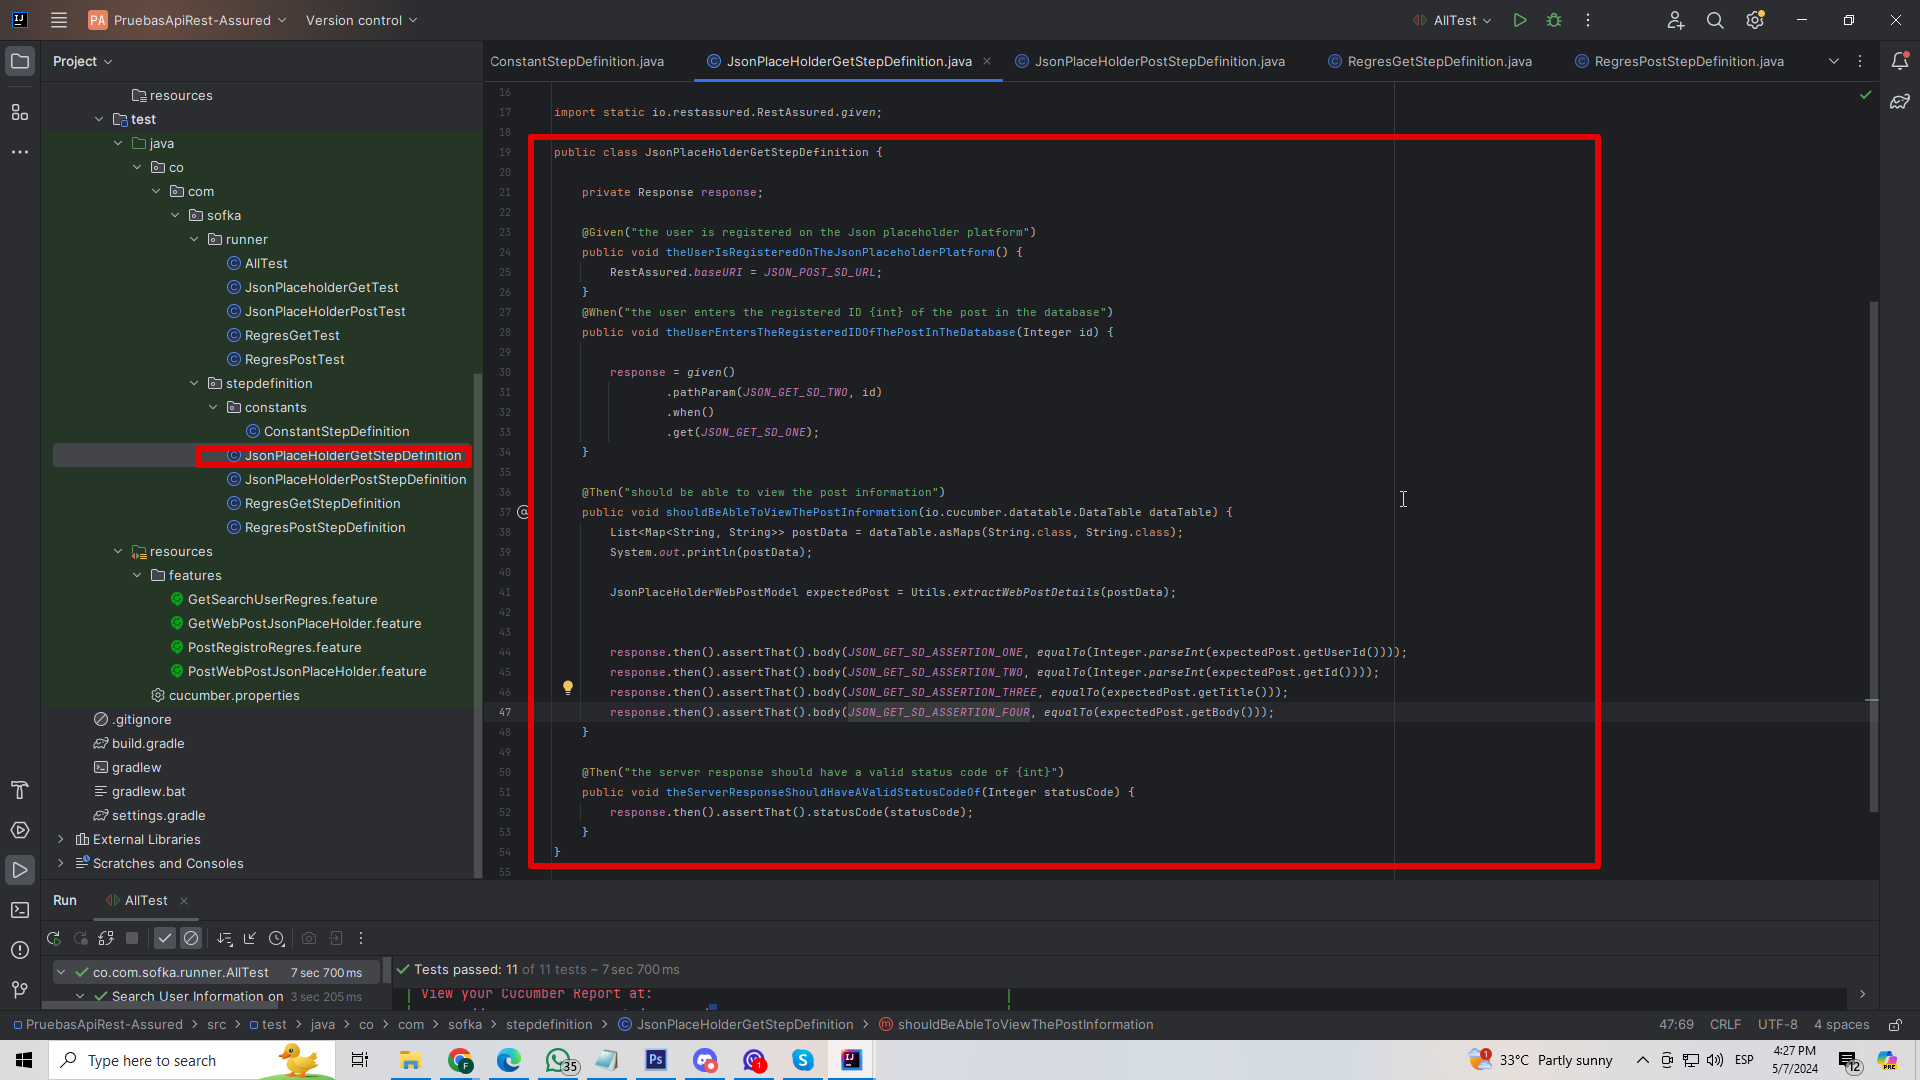 PA PruebasApiRest-Assured Version control AllTest
Project
ConstantStepDefinition.java JsonPlaceHolderGetStepDefinition.java JsonPlaceHolderPostStepDefinition.java RegresGetStepDefinition.java RegresPostStepDefinition.java
resources
test
java
co
com
sofka
runner
AllTest
JsonPlaceholderGetTest
JsonPlaceHolderPostTest
RegresGetTest
RegresPostTest
stepdefinition
constants
ConstantStepDefinition
JsonPlaceHolderGetStepDefinition
JsonPlaceHolderPostStepDefinition
RegresGetStepDefinition
RegresPostStepDefinition
resources
features
GetSearchUserRegres.feature
GetWebPostJsonPlaceHolder.feature
PostRegistroRegres.feature
PostWebPostJsonPlaceHolder.feature
cucumber.properties
.gitignore
build.gradle
gradlew
gradlew.bat
settings.gradle
External Libraries
Scratches and Consoles
16
17 import static io.restassured.RestAssured.given;
18
19 public class JsonPlaceHolderGetStepDefinition {
20
21 private Response response;
22
23 @Given("the user is registered on the Json placeholder platform")
24 public void theUserIsRegisteredOnTheJsonPlaceholderPlatform() {
25 RestAssured.baseURI = JSON_POST_SD_URL;
26 }
27 @When("the user enters the registered ID {int} of the post in the database")
28 public void theUserEntersTheRegisteredIDOfThePostInTheDatabase(Integer id) {
29
30 response = given()
31 .pathParam(JSON_GET_SD_TWO, id)
32 .when()
33 .get(JSON_GET_SD_ONE);
34 }
35
36 @Then("should be able to view the post information")
37 public void shouldBeAbleToViewThePostInformation(io.cucumber.datatable.DataTable dataTable) {
38 List<Map<String, String>> postData = dataTable.asMaps(String.class, String.class);
39 System.out.println(postData);
40
41 JsonPlaceHolderWebPostModel expectedPost = Utils.extractWebPostDetails(postData);
42
43
44 response.then().assertThat().body(JSON_GET_SD_ASSERTION_ONE, equalTo(Integer.parseInt(expectedPost.getUserId())));
45 response.then().assertThat().body(JSON_GET_SD_ASSERTION_TWO, equalTo(Integer.parseInt(expectedPost.getId())));
46 response.then().assertThat().body(JSON_GET_SD_ASSERTION_THREE, equalTo(expectedPost.getTitle()));
47 response.then().assertThat().body(JSON_GET_SD_ASSERTION_FOUR, equalTo(expectedPost.getBody()));
48 }
49
50 @Then("the server response should have a valid status code of {int}")
51 public void theServerResponseShouldHaveAValidStatusCodeOf(Integer statusCode) {
52 response.then().assertThat().statusCode(statusCode);
53 }
54 }
55
Run AllTest
co.com.sofka.runner.AllTest 7 sec 700 ms
Search User Information on 3 sec 205 ms
Tests passed: 11 of 11 tests – 7 sec 700 ms
View your Cucumber Report at:
PruebasApiRest-Assured > src > test > java > co > com > sofka > stepdefinition > JsonPlaceHolderGetStepDefinition > shouldBeAbleToViewThePostInformation 47:69 CRLF UTF-8 4 spaces
Type here to search 35 Ps 1 1 33°C Partly sunny ESP 4:27 PM 12 PRE
5/7/2024